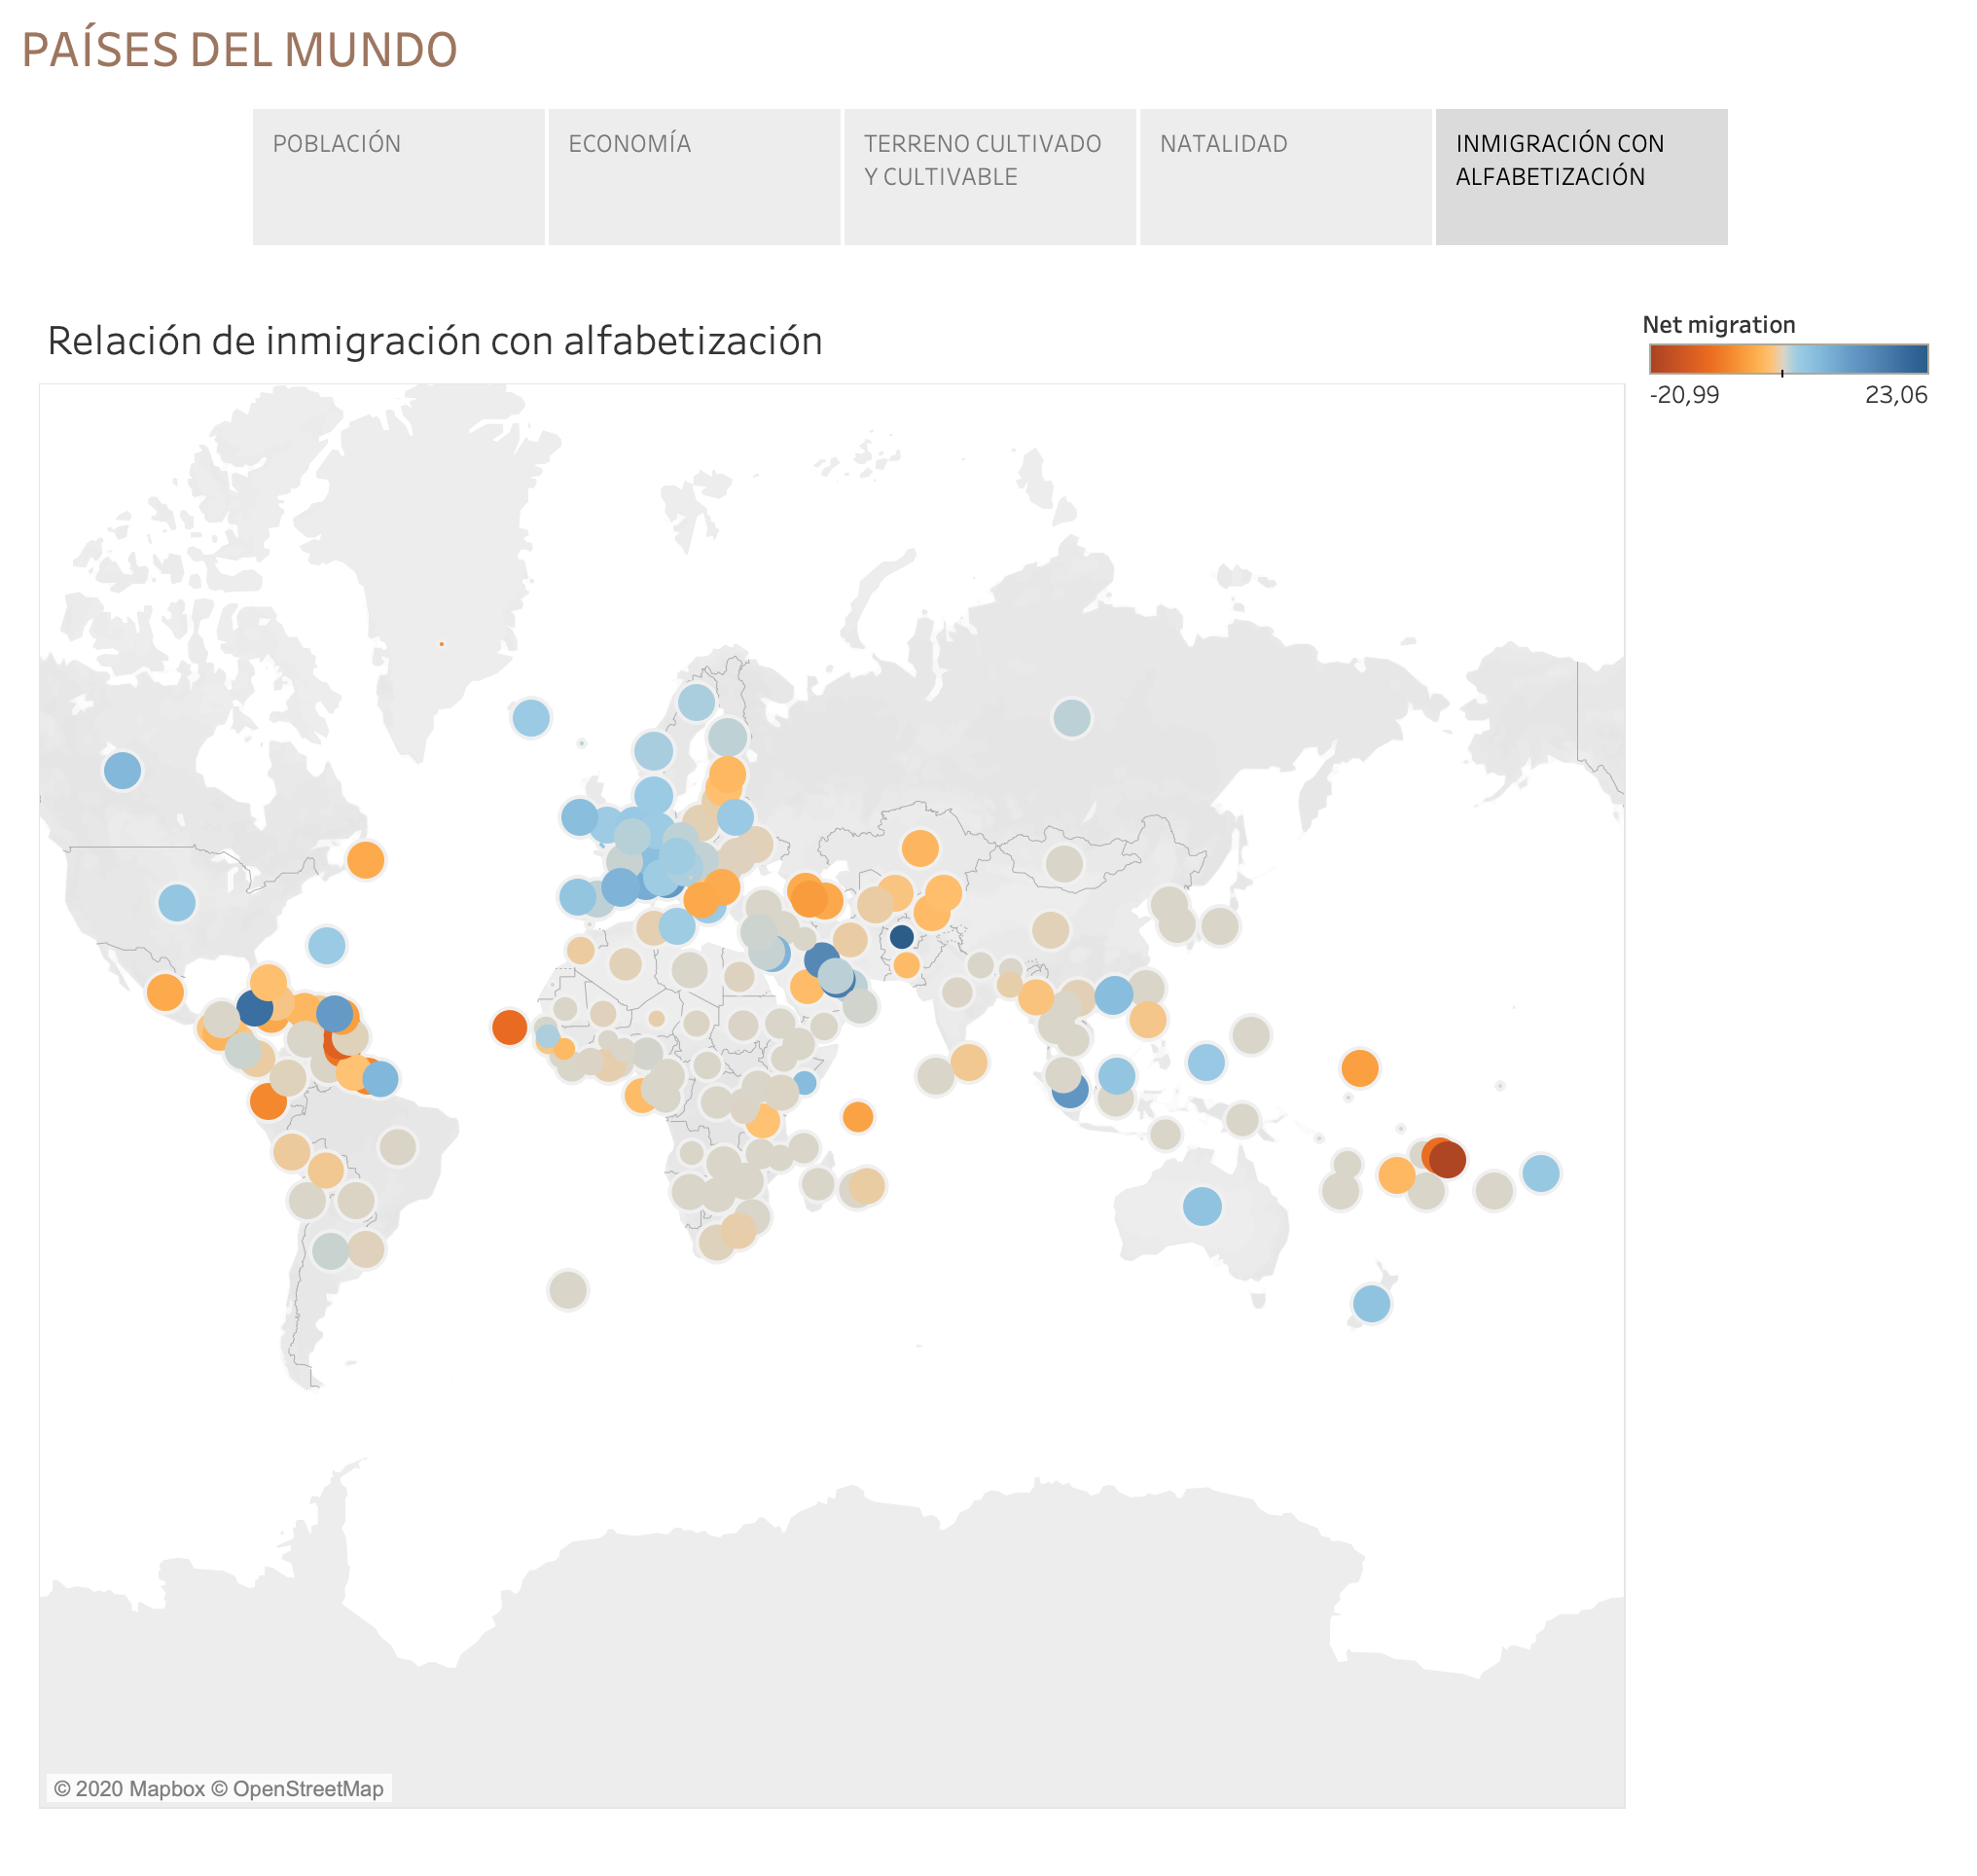 PAÍSES DEL MUNDO
POBLACIÓN
ECONOMÍA
TERRENO CULTIVADO
Y CULTIVABLE
NATALIDAD
INMIGRACIÓN CON
ALFABETIZACIÓN
Relación de inmigración con alfabetización
Net migration
-20,99
23,06
© 2020 Mapbox © OpenStreetMap